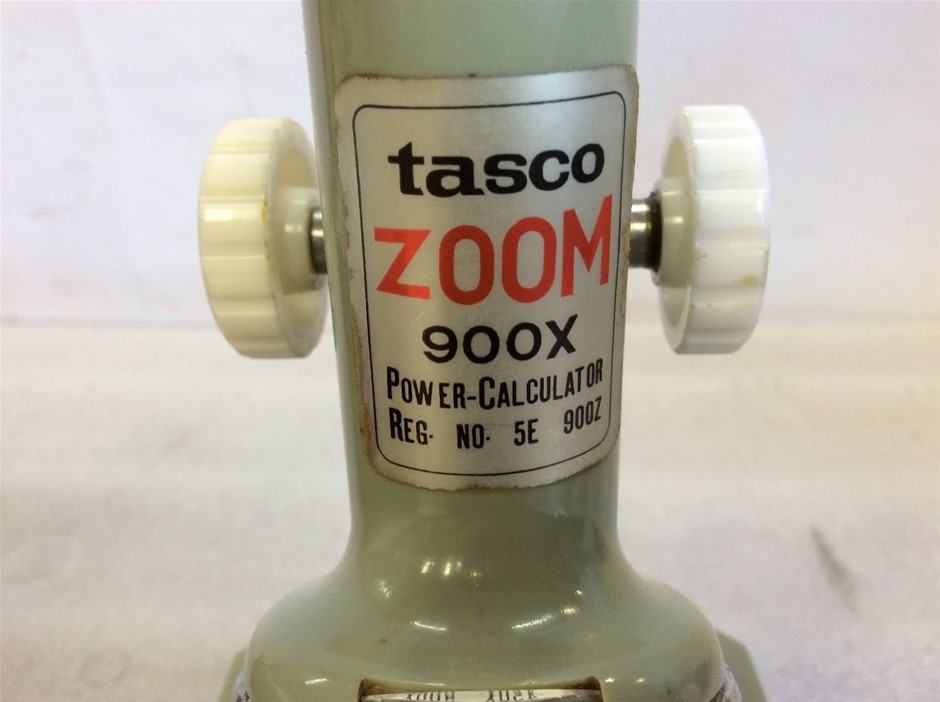 tasco
ZOOM
900X
POWER-CALCULATOR
REG. NO. 5E 900Z